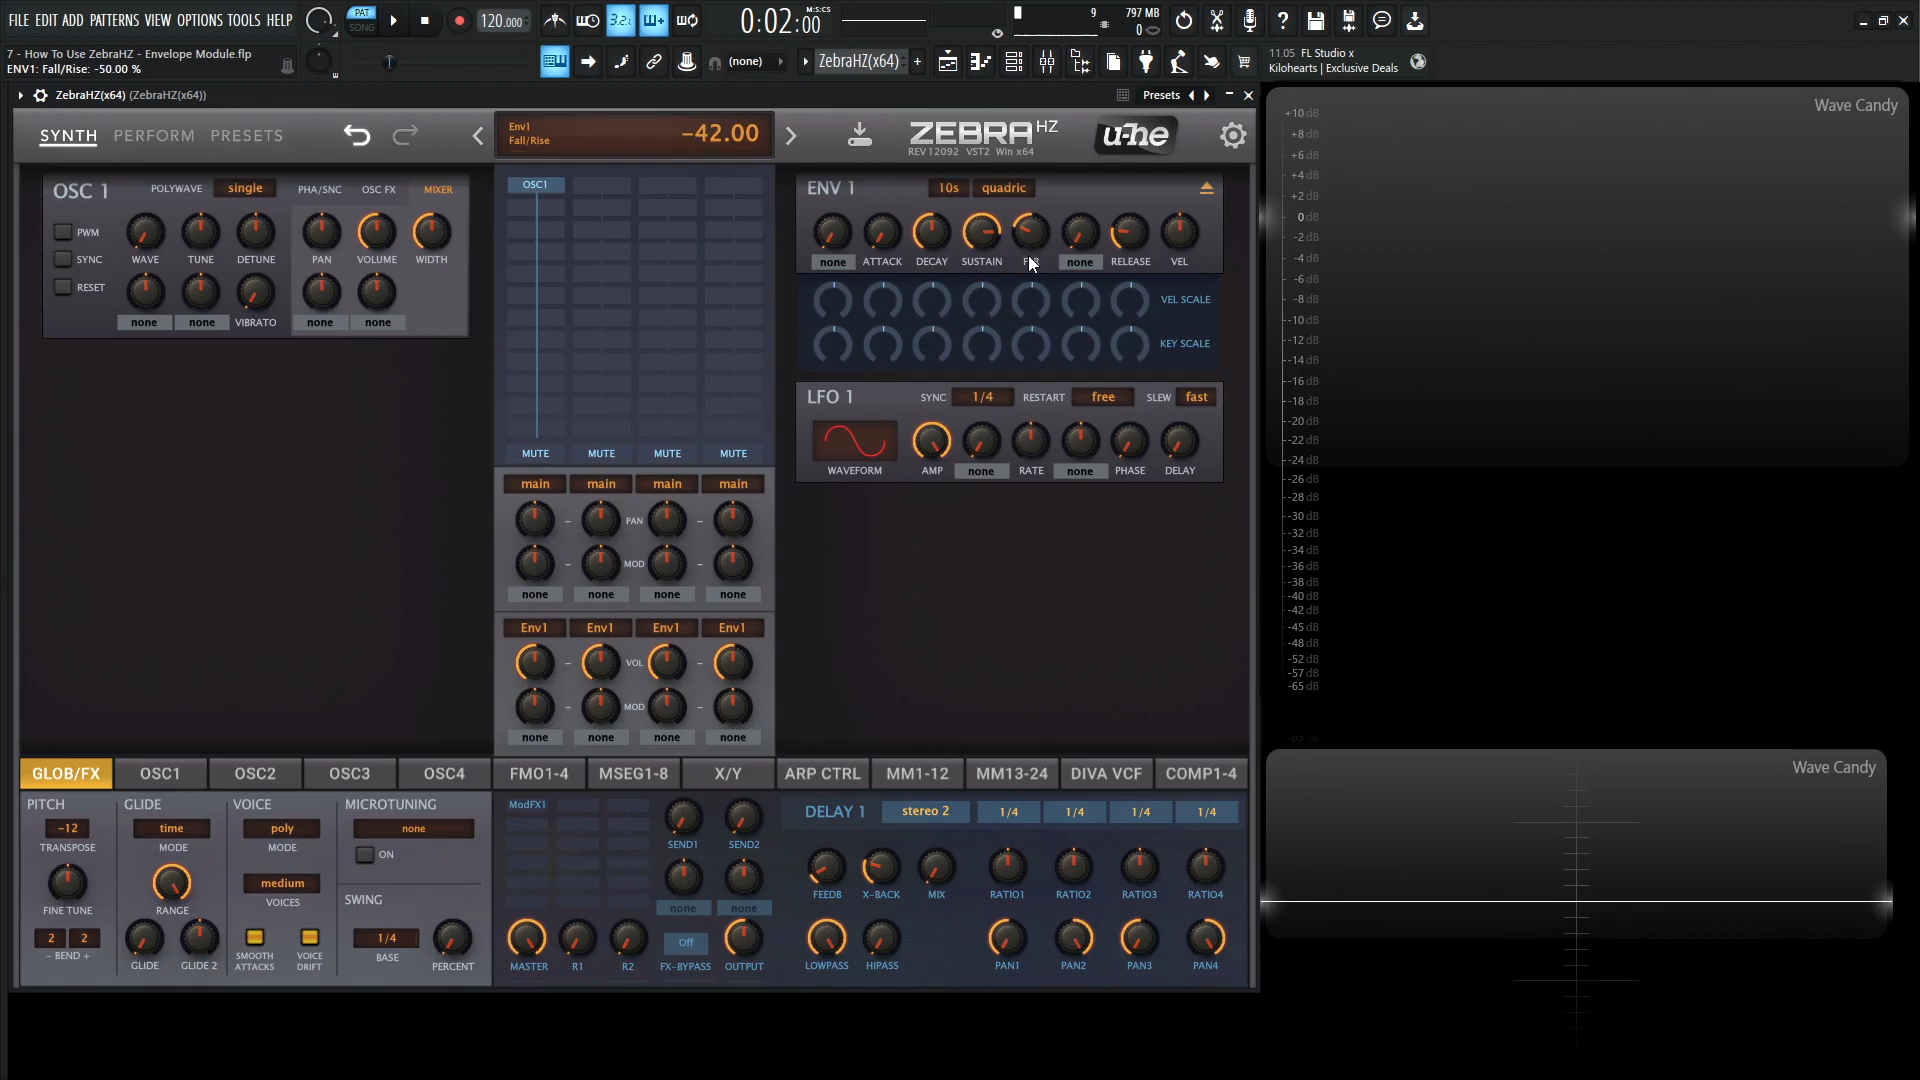 FILE EDIT ADD PATTERNS VIEW OPTIONS TOOLS HELP
PAT
SONG
120.000
3.2.
0:02:00
M:S:CS
9
797 MB
0
7 - How To Use ZebraHZ - Envelope Module.flp
ENV1: Fall/Rise: -50.00 %
(none)
ZebraHZ(x64)
+
11.05 FL Studio x
Kilohearts | Exclusive Deals
ZebraHZ(x64) (ZebraHZ(x64))
Presets
SYNTH PERFORM PRESETS
Env1
Fall/Rise
-42.00
ZEBRA HZ
REV 12092 VST2 Win x64
u-he
OSC 1
POLYWAVE single PHA/SNC OSC FX MIXER
PWM
SYNC
RESET
WAVE TUNE DETUNE PAN VOLUME WIDTH
none none VIBRATO none none
OSC1
MUTE MUTE MUTE MUTE
main main main main
PAN
MOD
none none none none
Env1 Env1 Env1 Env1
VOL
MOD
none none none none
ENV 1 10s quadric
none ATTACK DECAY SUSTAIN none RELEASE VEL
VEL SCALE
KEY SCALE
LFO 1 SYNC 1/4 RESTART free SLEW fast
WAVEFORM AMP none RATE none PHASE DELAY
GLOB/FX OSC1 OSC2 OSC3 OSC4 FMO1-4 MSEG1-8 X/Y ARP CTRL MM1-12 MM13-24 DIVA VCF COMP1-4
PITCH
-12
TRANSPOSE
FINE TUNE
2 2
- BEND +
GLIDE
time
MODE
RANGE
GLIDE GLIDE 2
VOICE
poly
MODE
medium
VOICES
SMOOTH ATTACKS
VOICE DRIFT
MICROTUNING
none
ON
SWING
1/4
BASE
PERCENT
ModFX1
SEND1 SEND2
none none
Off
MASTER R1 R2 FX-BYPASS OUTPUT
DELAY 1 stereo 2 1/4 1/4 1/4 1/4
FEEDB X-BACK MIX RATIO1 RATIO2 RATIO3 RATIO4
LOWPASS HIPASS PAN1 PAN2 PAN3 PAN4
Wave Candy
+10 dB
+8 dB
+6 dB
+4 dB
+2 dB
0 dB
-2 dB
-4 dB
-6 dB
-8 dB
-10 dB
-12 dB
-14 dB
-16 dB
-18 dB
-20 dB
-22 dB
-24 dB
-26 dB
-28 dB
-30 dB
-32 dB
-34 dB
-36 dB
-38 dB
-40 dB
-42 dB
-45 dB
-48 dB
-52 dB
-57 dB
-65 dB
Wave Candy